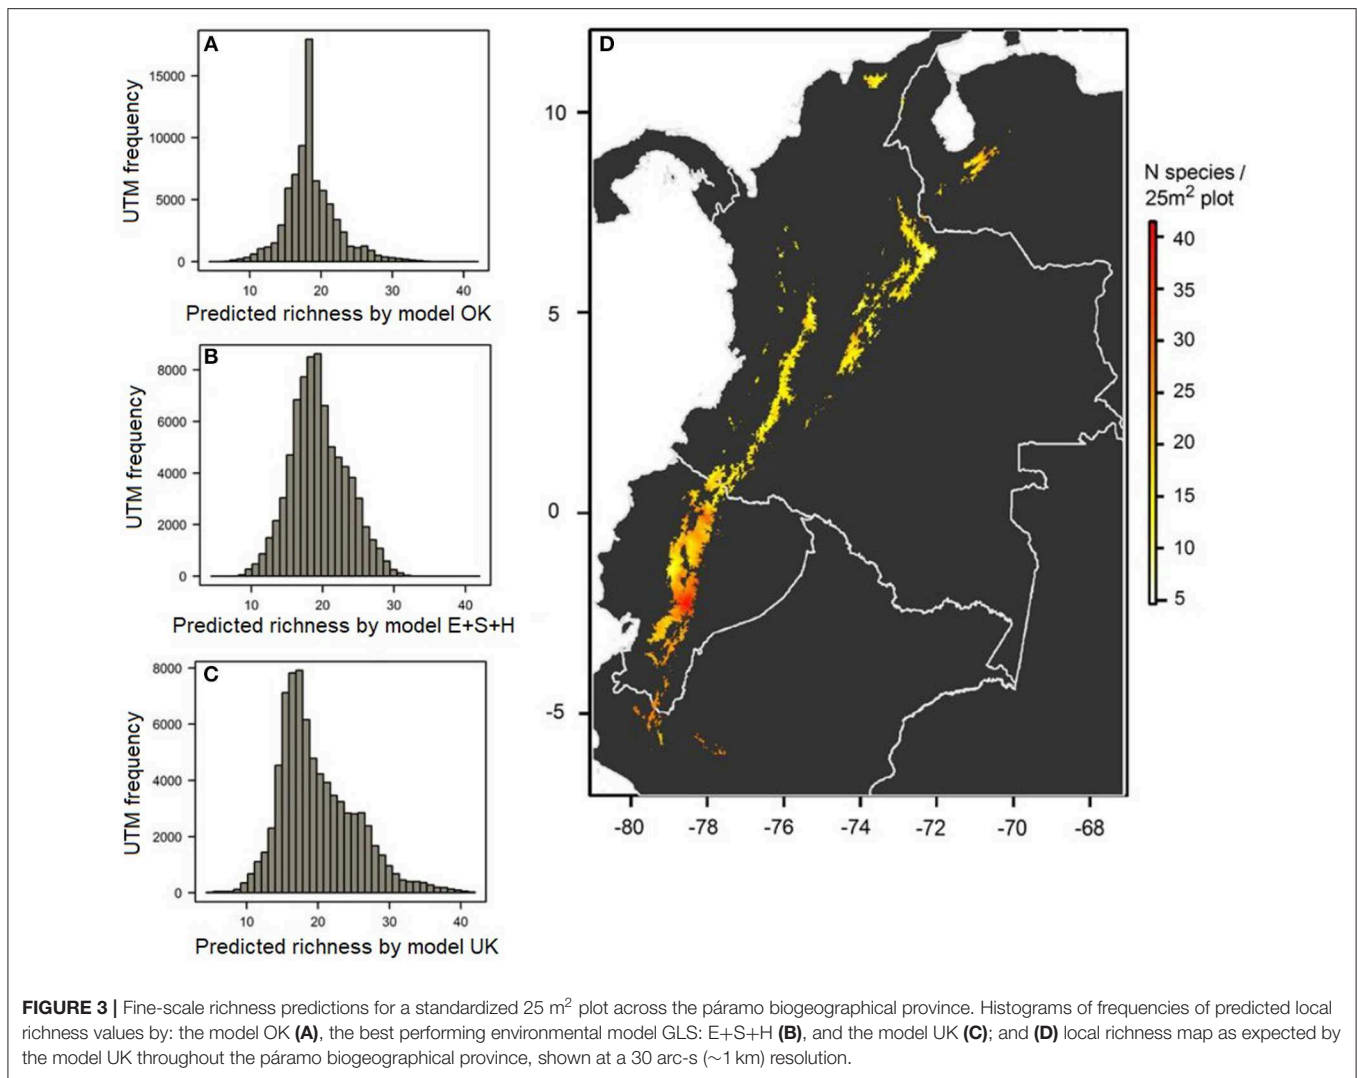 A
UTM frequency
15000
10000
5000
0
10 20 30 40
Predicted richness by model OK
B
UTM frequency
8000
6000
4000
2000
0
10 20 30 40
Predicted richness by model E+S+H
C
UTM frequency
8000
6000
4000
2000
0
10 20 30 40
Predicted richness by model UK
D
10
5
0
-5
-80 -78 -76 -74 -72 -70 -68
N species /
25m² plot
40
35
30
25
20
15
10
5
FIGURE 3 | Fine-scale richness predictions for a standardized 25 m² plot across the páramo biogeographical province. Histograms of frequencies of predicted local
richness values by: the model OK (A), the best performing environmental model GLS: E+S+H (B), and the model UK (C); and (D) local richness map as expected by
the model UK throughout the páramo biogeographical province, shown at a 30 arc-s (~1 km) resolution.